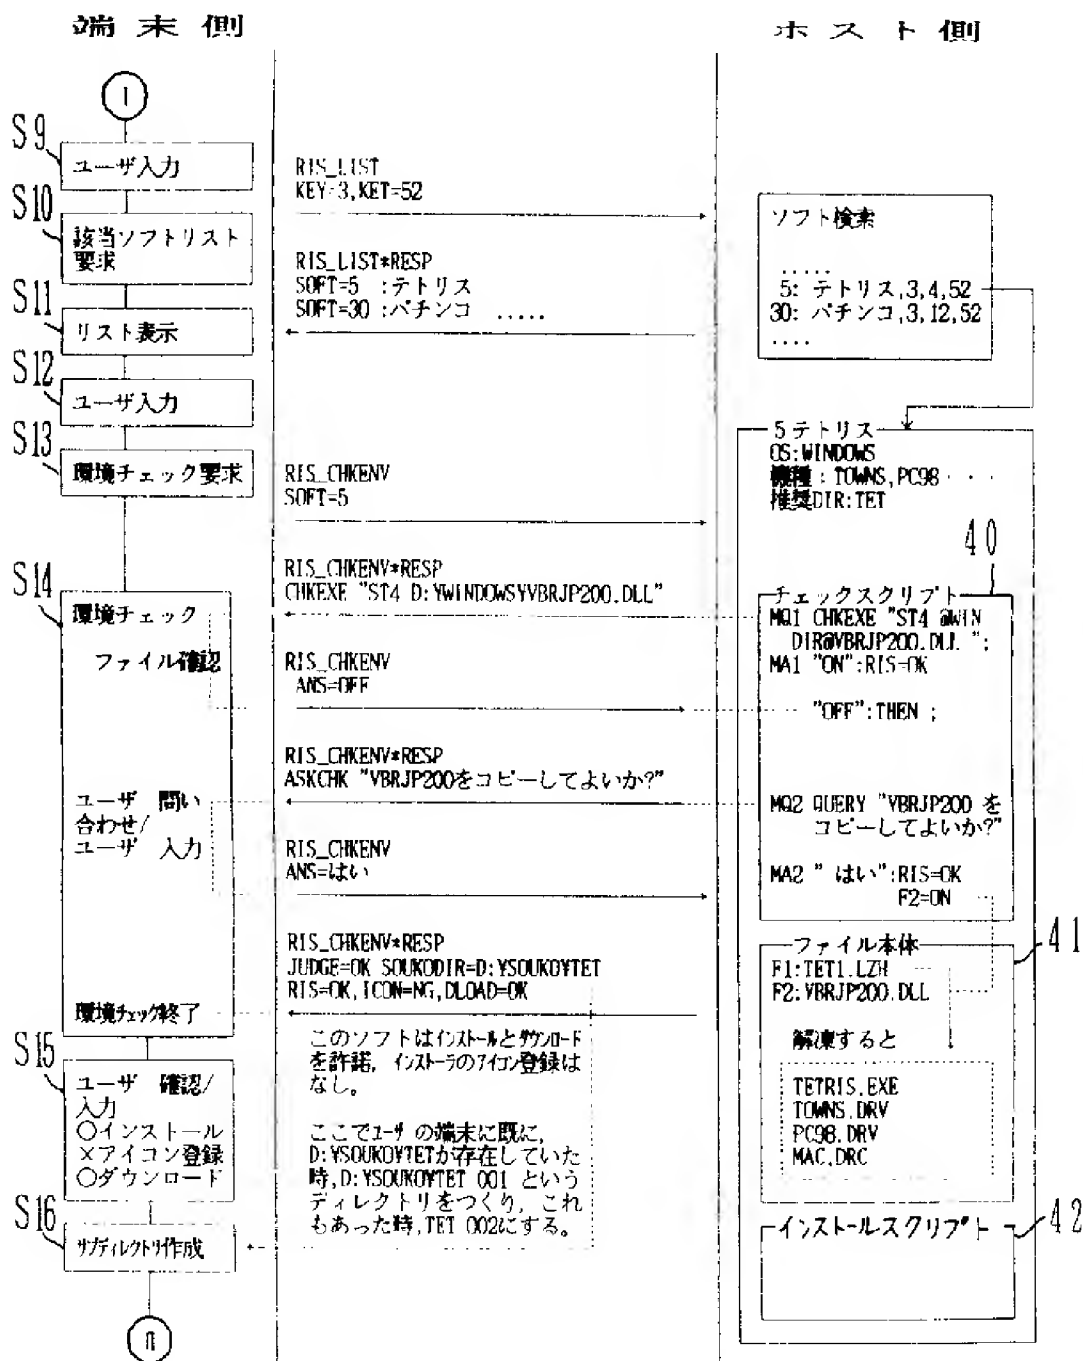 端末側
ホスト側
I
S9
ユーザ入力
S10
該当ソフトリスト
要求
S11
リスト表示
S12
ユーザ入力
S13
環境チェック要求
S14
環境チェック
ファイル確認
ユーザ 問い
合わせ/
ユーザ 入力
環境チェック終了
S15
ユーザ 確認/
入力
○インストール
×アイコン登録
○ダウンロード
S16
サブディレクトリ作成
II
RIS_LIST
KEY=3,KET=52
RIS_LIST*RESP
SOFT=5 :テトリス
SOFT=30 :パチンコ .....
RIS_CHKENV
SOFT=5
RIS_CHKENV*RESP
CHKEXE "ST4 D:¥WINDOWS¥VBRJP200.DLL"
RIS_CHKENV
ANS=OFF
RIS_CHKENV*RESP
ASKCHK "VBRJP200をコピーしてよいか?"
RIS_CHKENV
ANS=はい
RIS_CHKENV*RESP
JUDGE=OK SOUKODIR=D:¥SOUKO¥TET
RIS=OK,ICON=NG,DLOAD=OK
このソフトはインストールとダウンロード
を許諾, インストーラのアイコン登録は
なし。
ここでユーザの端末に既に,
D:¥SOUKO¥TETが存在していた
時,D:¥SOUKO¥TET 001 という
ディレクトリをつくり, これ
もあった時,TET 002にする。
ソフト検索
.....
5: テトリス,3,4,52
30: パチンコ,3,12,52
....
5テトリス
OS:WINDOWS
機種: TOWNS,PC98 ・・・
推奨DIR:TET
40
チェックスクリプト
MQ1 CHKEXE "ST4 @WIN
DIR@VBRJP200.DLL ";
MA1 "ON":RIS=OK
"OFF":THEN ;
MQ2 QUERY "VBRJP200 を
コピーしてよいか?"
MA2 " はい":RIS=OK
F2=ON
41
ファイル本体
F1:TET1.LZH
F2:VBRJP200.DLL
解凍すると
TETRIS.EXE
TOWNS.DRV
PC98.DRV
MAC.DRC
42
インストールスクリプト